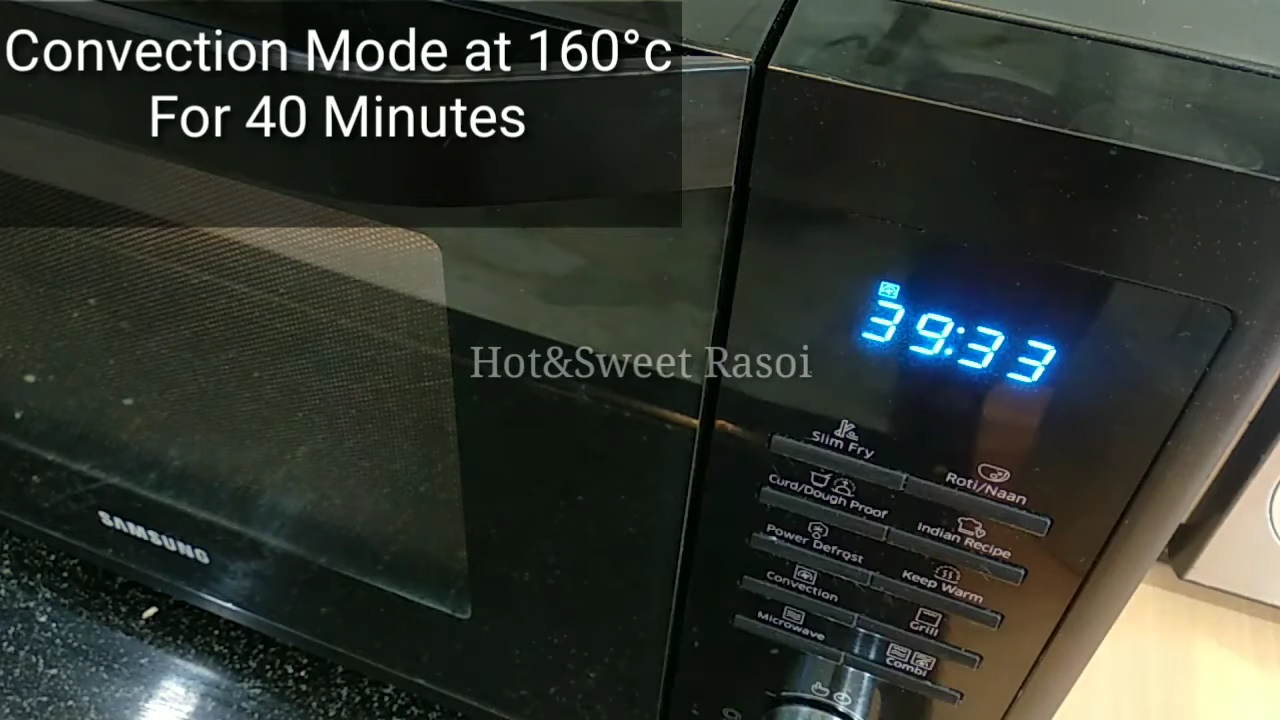 Convection Mode at 160°c
For 40 Minutes
39:33
Hot&Sweet Rasoi
Slim Fry
Roti/Naan
Curd/Dough Proof
Indian Recipe
Power Defrost
Keep Warm
Convection
Grill
Microwave
Combi
SAMSUNG